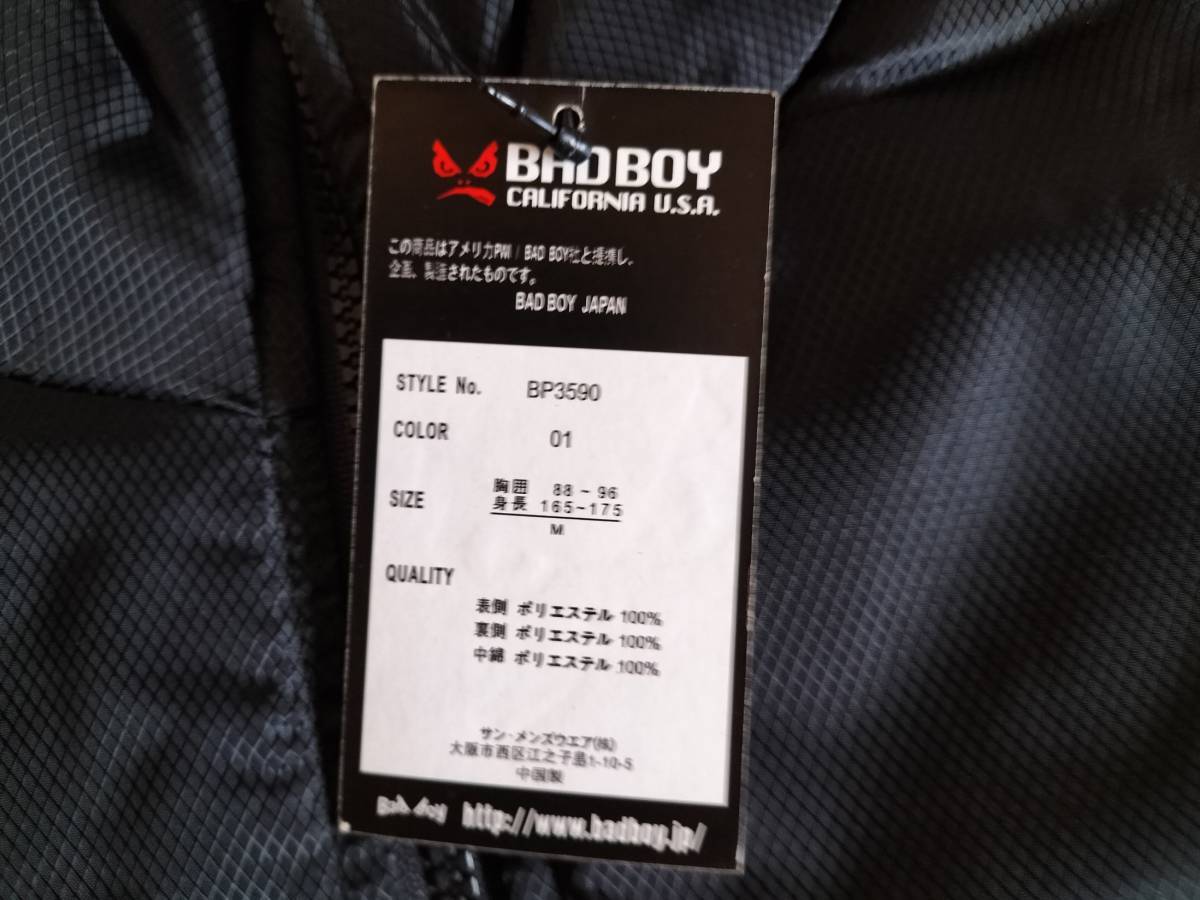 BAD BOY
CALIFORNIA U.S.A.
この商品はアメリカPWI / BAD BOY社と提携し、
企画、製造されたものです。
BAD BOY JAPAN
STYLE No. BP3590
COLOR 01
SIZE 胸囲 88 ~ 96
身長 165~175
M
QUALITY
表側 ポリエステル 100%
裏側 ポリエステル 100%
中綿 ポリエステル 100%
サン・メンズウエア(株)
大阪市西区江之子島1-10-5
中国製
Bad Boy http://www.badboy.jp/